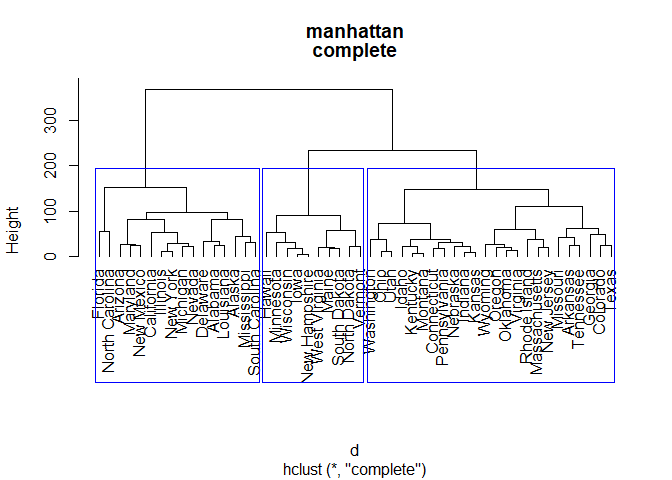 manhattan
complete
Height
0
100
200
300
Florida
North Carolina
Arizona
Maryland
New Mexico
California
Illinois
New York
Michigan
Nevada
Delaware
Alabama
Louisiana
Alaska
Mississippi
South Carolina
Hawaii
Minnesota
Wisconsin
Iowa
New Hampshire
West Virginia
Maine
South Dakota
North Dakota
Vermont
Washington
Ohio
Utah
Idaho
Kentucky
Montana
Connecticut
Pennsylvania
Nebraska
Indiana
Kansas
Wyoming
Oregon
Oklahoma
Virginia
Rhode Island
Massachusetts
New Jersey
Missouri
Arkansas
Tennessee
Georgia
Colorado
Texas
d
hclust (*, "complete")